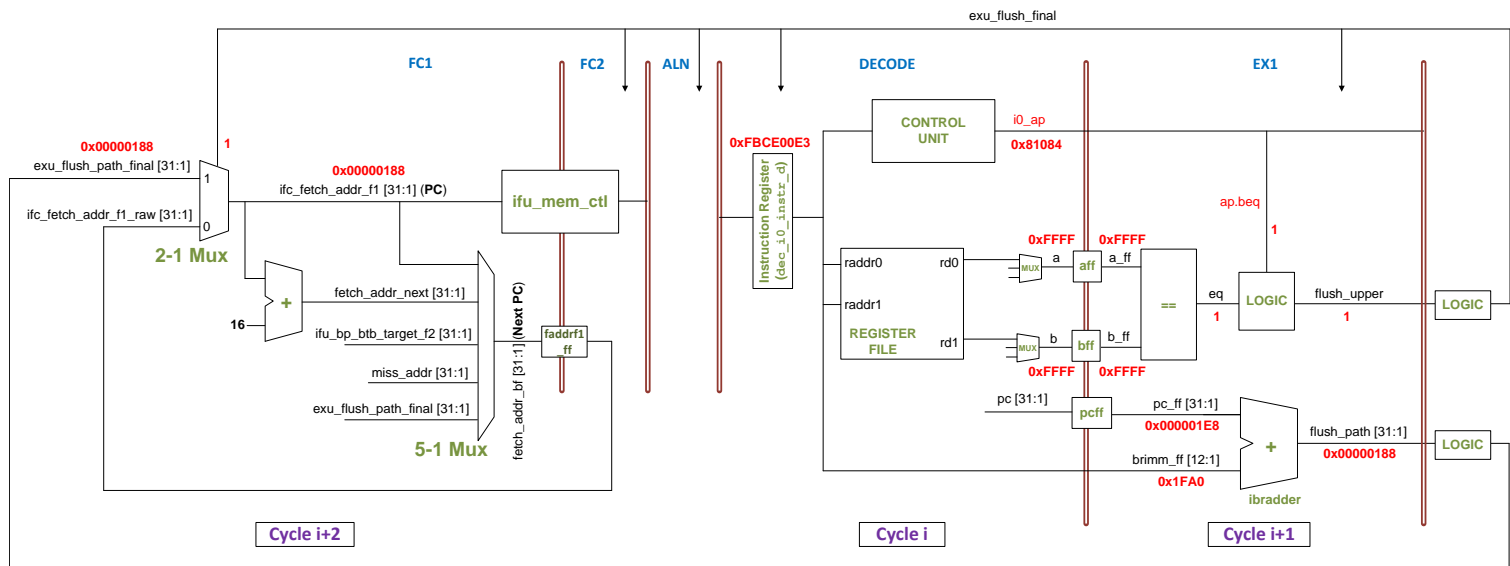 exu_flush_final
FC1
FC2
ALN
DECODE
EX1
0x00000188
exu_flush_path_final [31:1]
1
1
ifc_fetch_addr_f1_raw [31:1]
0
2-1 Mux
0x00000188
ifc_fetch_addr_f1 [31:1] (PC)
ifu_mem_ctl
+
16
fetch_addr_next [31:1]
ifu_bp_btb_target_f2 [31:1]
miss_addr [31:1]
exu_flush_path_final [31:1]
5-1 Mux
fetch_addr_bf [31:1] (Next PC)
faddrf1
_ff
0xFBCE00E3
Instruction Register
(dec_i0_instr_d)
CONTROL
UNIT
i0_ap
0x81084
raddr0
rd0
raddr1
REGISTER
FILE
rd1
0xFFFF
0xFFFF
MUX
a
aff
a_ff
MUX
b
bff
b_ff
0xFFFF
0xFFFF
==
ap.beq
1
eq
1
LOGIC
flush_upper
1
LOGIC
pc [31:1]
pcff
pc_ff [31:1]
0x000001E8
brimm_ff [12:1]
0x1FA0
+
ibradder
flush_path [31:1]
0x00000188
LOGIC
Cycle i+2
Cycle i
Cycle i+1